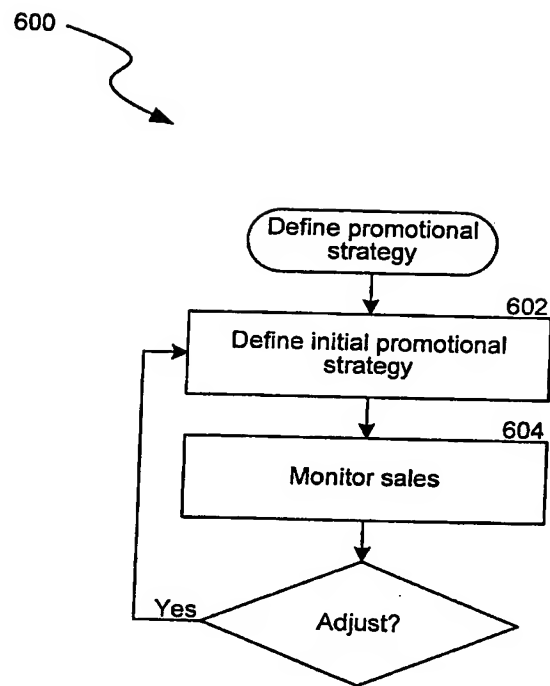 600
Define promotional
strategy
602
Define initial promotional
strategy
604
Monitor sales
Yes
Adjust?